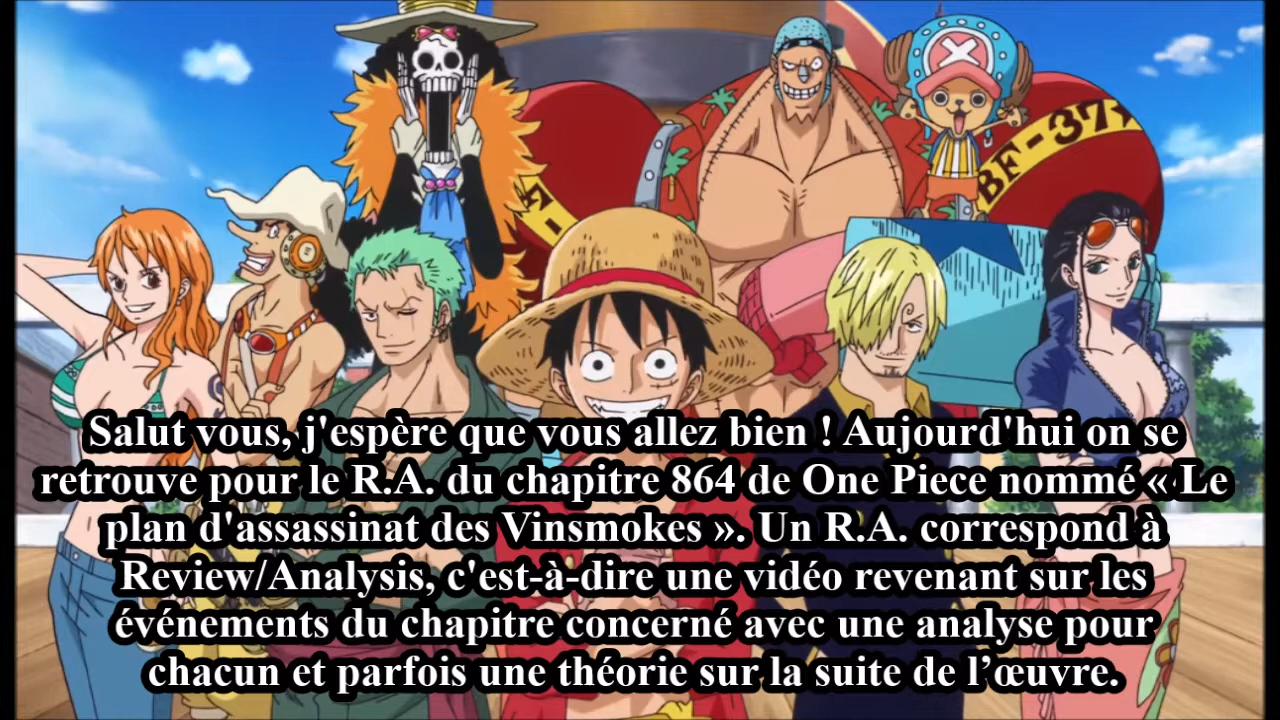 BF-37
Salut vous, j'espère que vous allez bien ! Aujourd'hui on se
retrouve pour le R.A. du chapitre 864 de One Piece nommé « Le
plan d'assassinat des Vinsmokes ». Un R.A. correspond à
Review/Analysis, c'est-à-dire une vidéo revenant sur les
événements du chapitre concerné avec une analyse pour
chacun et parfois une théorie sur la suite de l’œuvre.